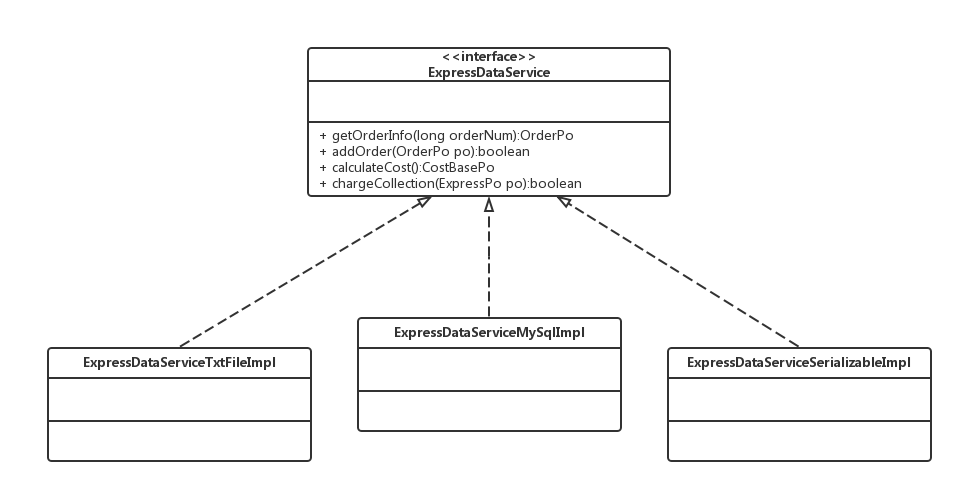 <<interface>>
ExpressDataService
+ getOrderInfo(long orderNum):OrderPo
+ addOrder(OrderPo po):boolean
+ calculateCost():CostBasePo
+ chargeCollection(ExpressPo po):boolean
ExpressDataServiceMySqlImpl
ExpressDataServiceTxtFileImpl
ExpressDataServiceSerializableImpl